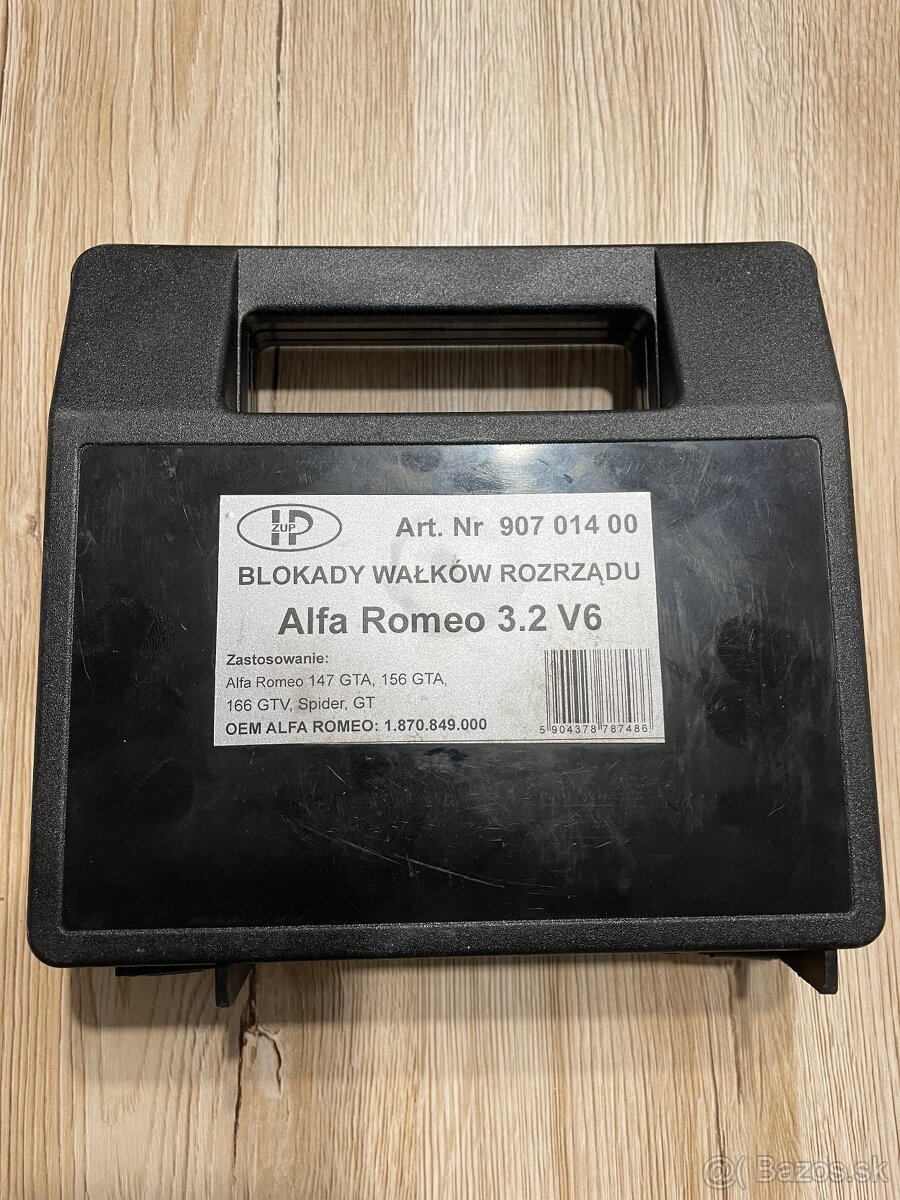 HP
ZUP
Art. Nr 907 014 00
BLOKADY WAŁKÓW ROZRZĄDU
Alfa Romeo 3.2 V6
Zastosowanie:
Alfa Romeo 147 GTA, 156 GTA,
166 GTV, Spider, GT
OEM ALFA ROMEO: 1.870.849.000
5 904378 787486
Bazos.sk